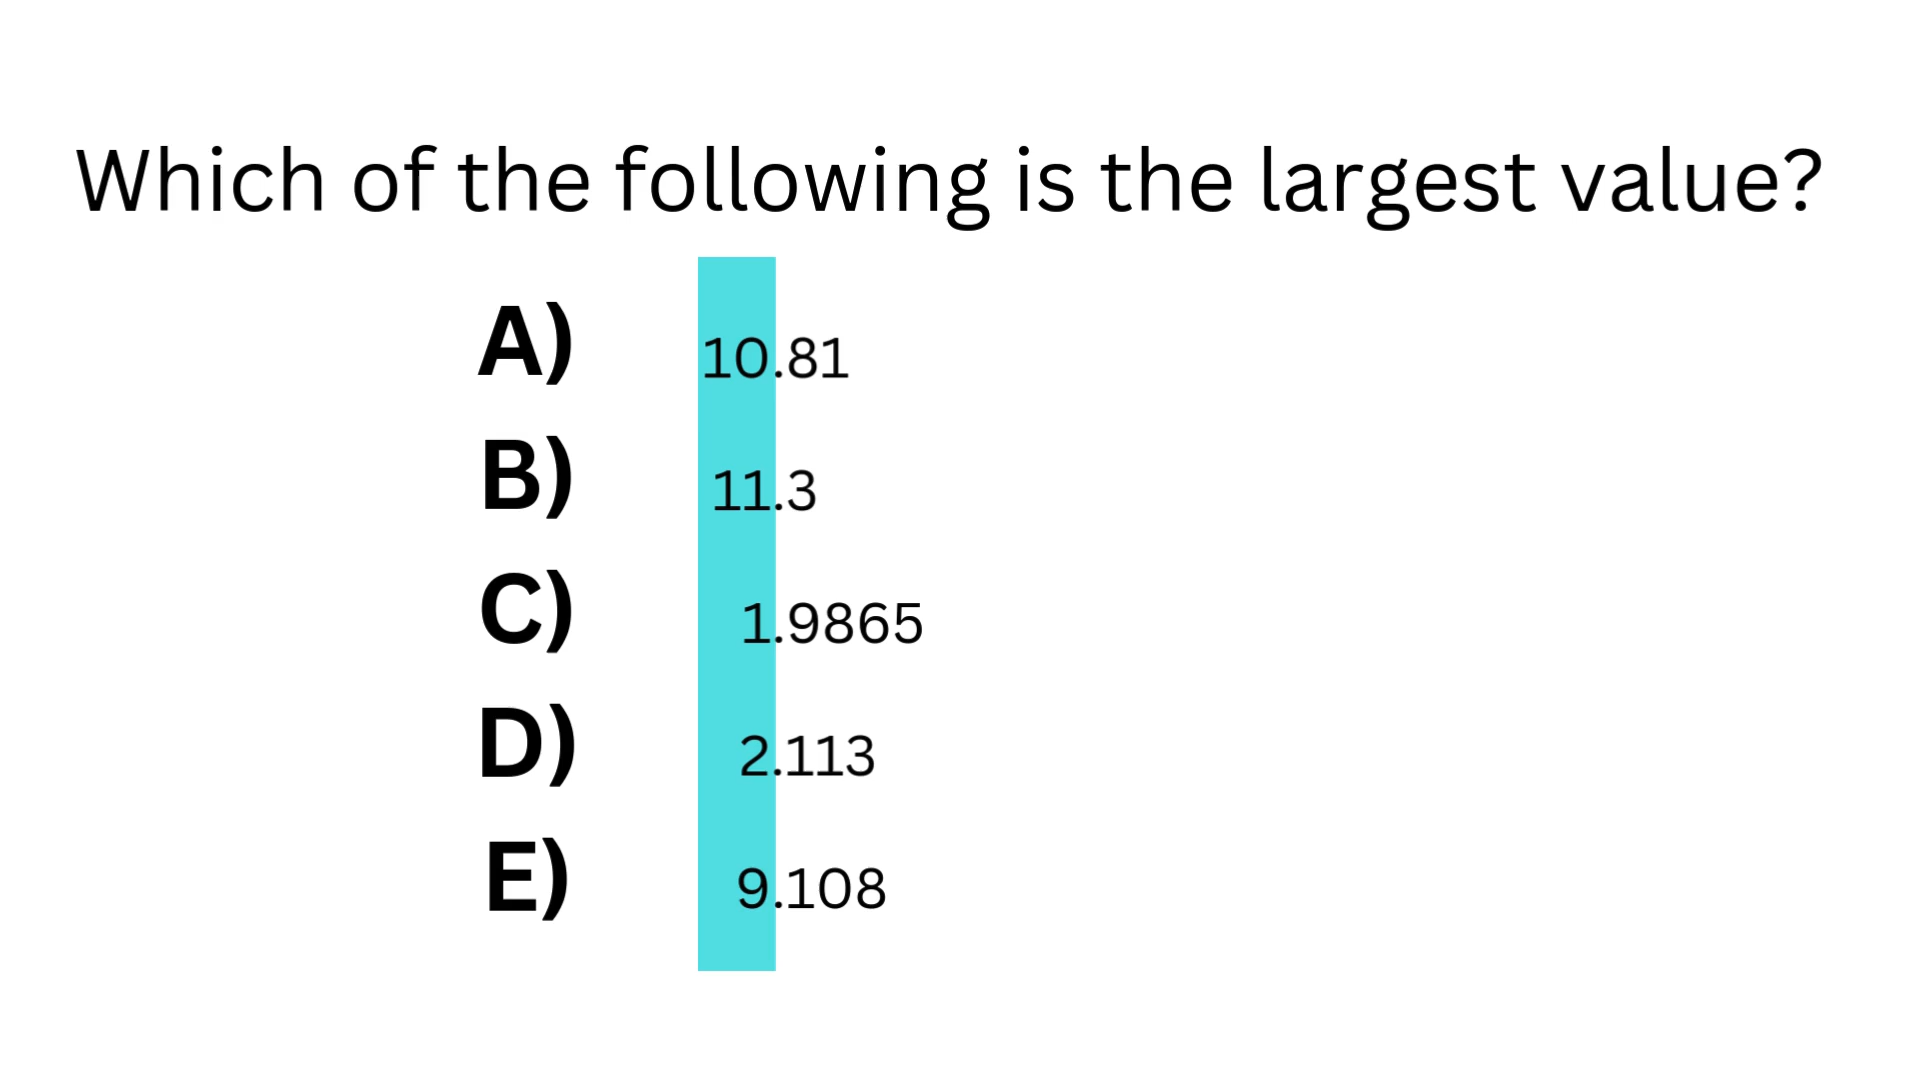 Which of the following is the largest value?
A) 10.81
B) 11.3
C) 1.9865
D) 2.113
E) 9.108